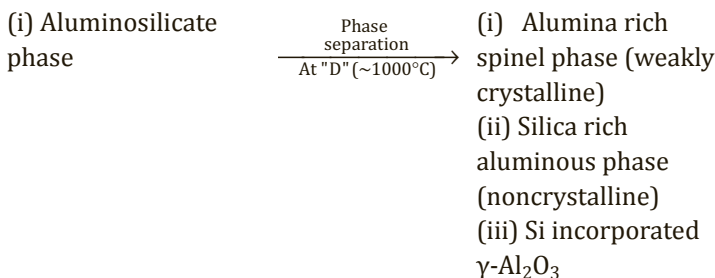 (i) Aluminosilicate
phase
Phase
separation
At "D" (~1000°C)
(i) Alumina rich
spinel phase (weakly
crystalline)
(ii) Silica rich
aluminous phase
(noncrystalline)
(iii) Si incorporated
γ-Al₂O₃